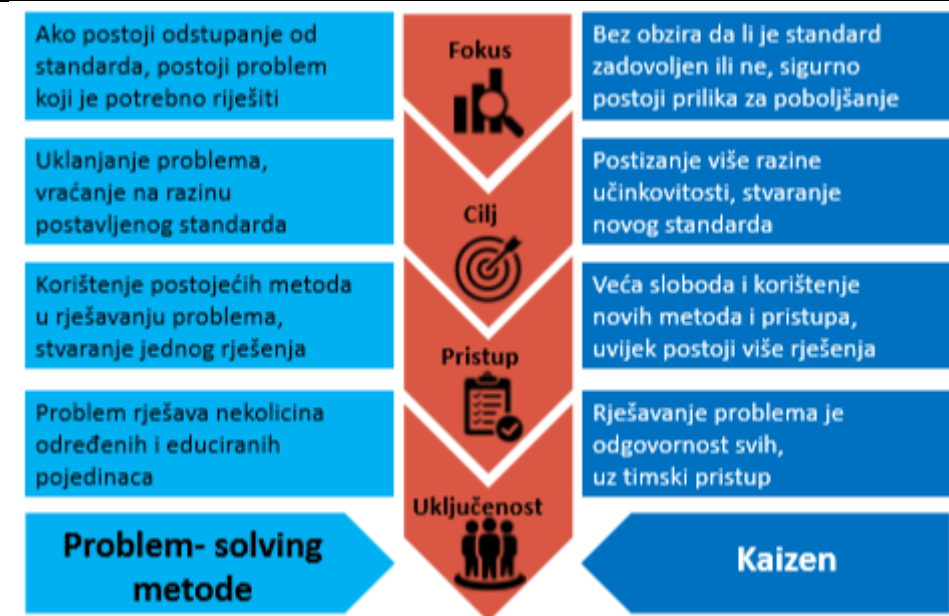 Ako postoji odstupanje od
standarda, postoji problem
koji je potrebno riješiti
Fokus
Bez obzira da li je standard
zadovoljen ili ne, sigurno
postoji prilika za poboljšanje
Uklanjanje problema,
vraćanje na razinu
postavljenog standarda
Cilj
Postizanje više razine
učinkovitosti, stvaranje
novog standarda
Korištenje postojećih metoda
u rješavanju problema,
stvaranje jednog rješenja
Pristup
Veća sloboda i korištenje
novih metoda i pristupa,
uvijek postoji više rješenja
Problem rješava nekolicina
određenih i educiranih
pojedinaca
Uključenost
Rješavanje problema je
odgovornost svih,
uz timski pristup
Problem- solving
metode
Kaizen